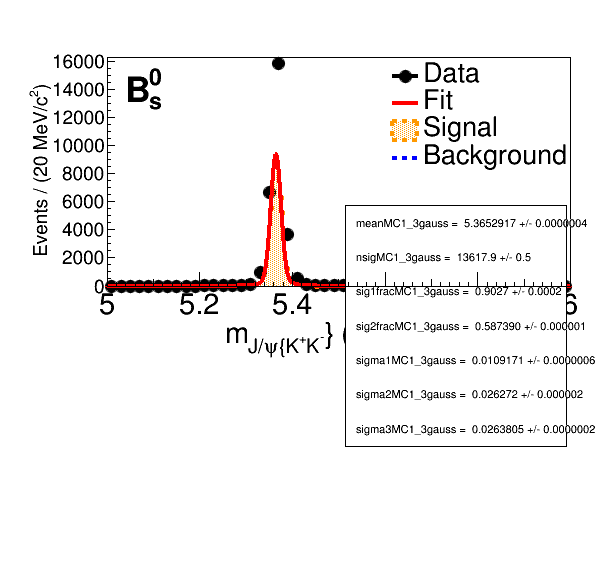 16000
14000
12000
10000
8000
6000
4000
2000
0
Events / (20 MeV/c²)
B⁰ₛ
Data
Fit
Signal
Background
5 5.2 5.4 6
m J/ψ{K⁺K⁻} (
meanMC1_3gauss = 5.3652917 +/- 0.0000004
nsigMC1_3gauss = 13617.9 +/- 0.5
sig1fracMC1_3gauss = 0.9027 +/- 0.0002
sig2fracMC1_3gauss = 0.587390 +/- 0.000001
sigma1MC1_3gauss = 0.0109171 +/- 0.0000006
sigma2MC1_3gauss = 0.026272 +/- 0.000002
sigma3MC1_3gauss = 0.0263805 +/- 0.0000002